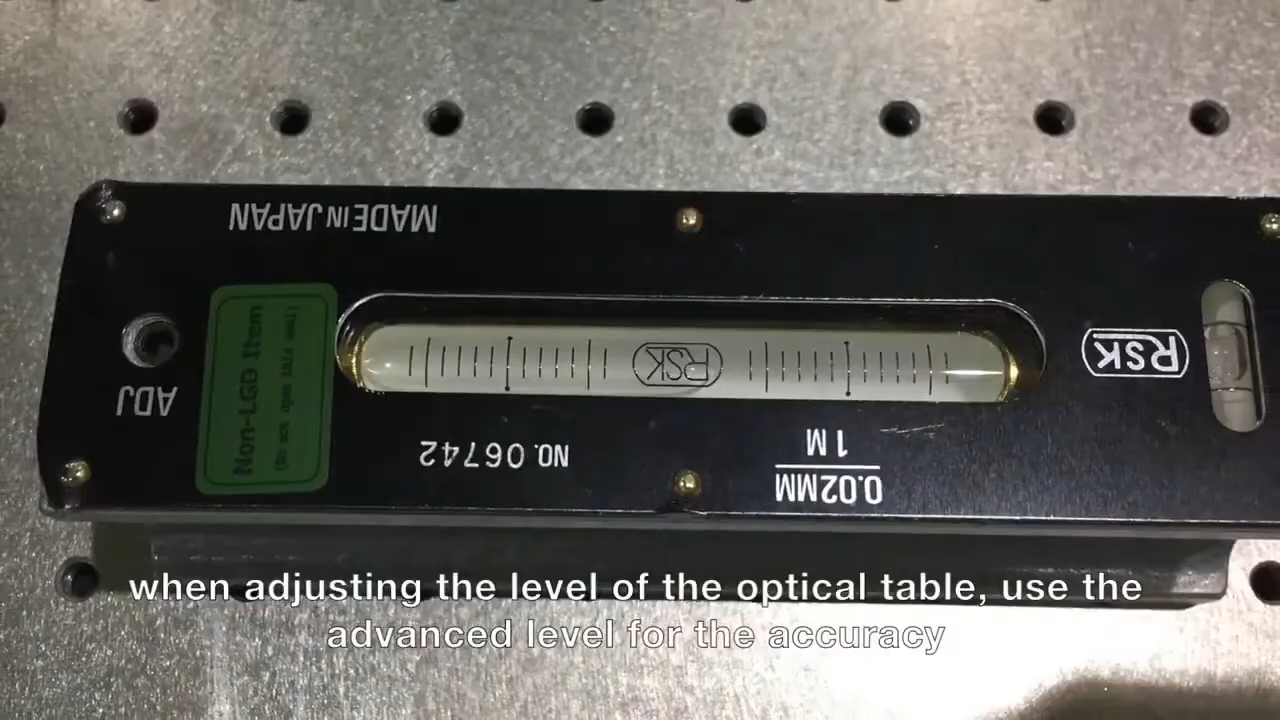 MADE IN JAPAN
ADJ
Non-LGD Item
RSK
RSK
NO. 06742
0.02MM
1M
when adjusting the level of the optical table, use the
advanced level for the accuracy